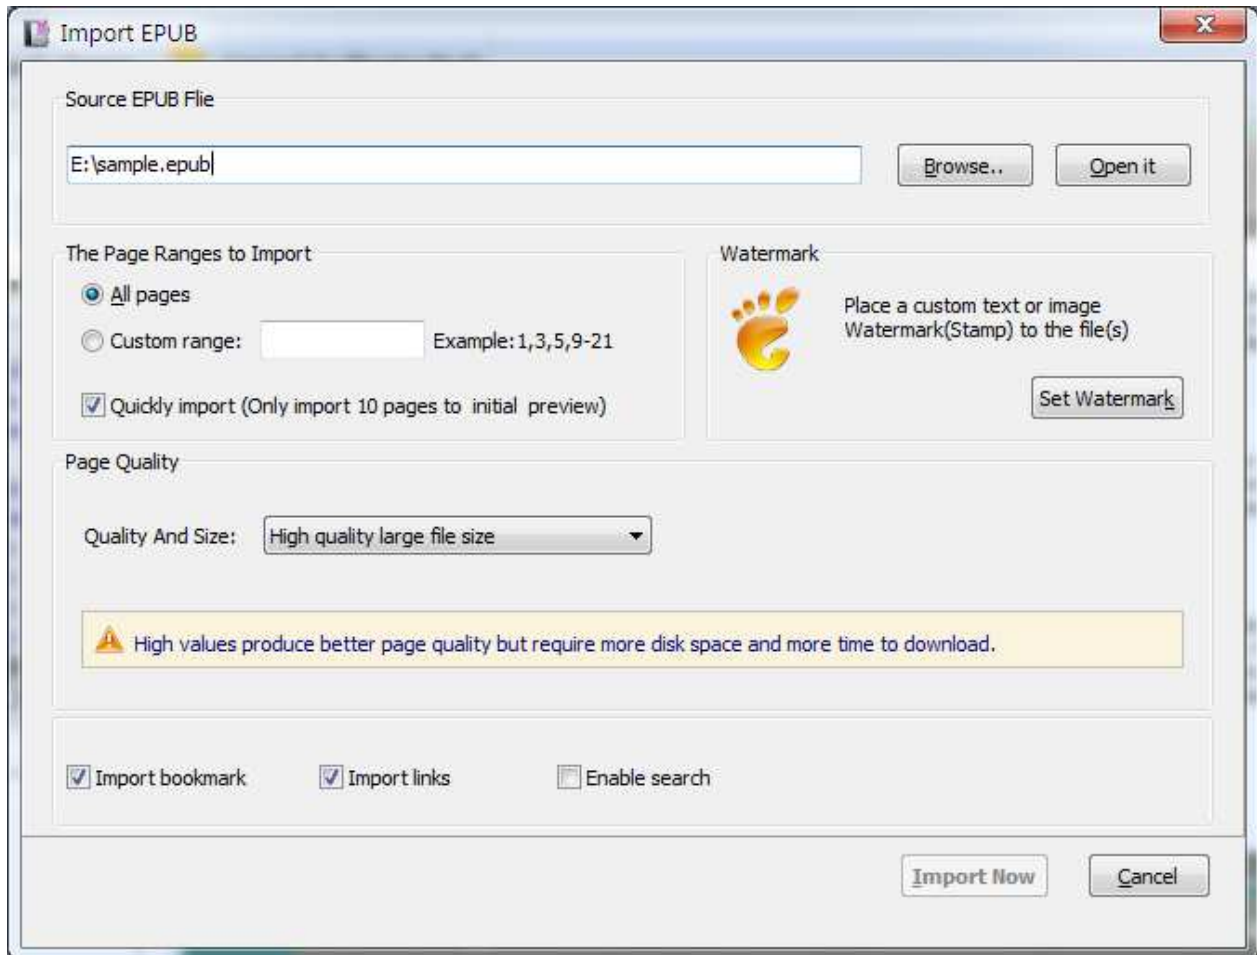 Import EPUB
Source EPUB Flie
E:\sample.epub
Browse..
Open it
The Page Ranges to Import
All pages
Custom range:
Example:1,3,5,9-21
Quickly import (Only import 10 pages to initial preview)
Watermark
Place a custom text or image
Watermark(Stamp) to the file(s)
Set Watermark
Page Quality
Quality And Size:
High quality large file size
High values produce better page quality but require more disk space and more time to download.
Import bookmark
Import links
Enable search
Import Now
Cancel